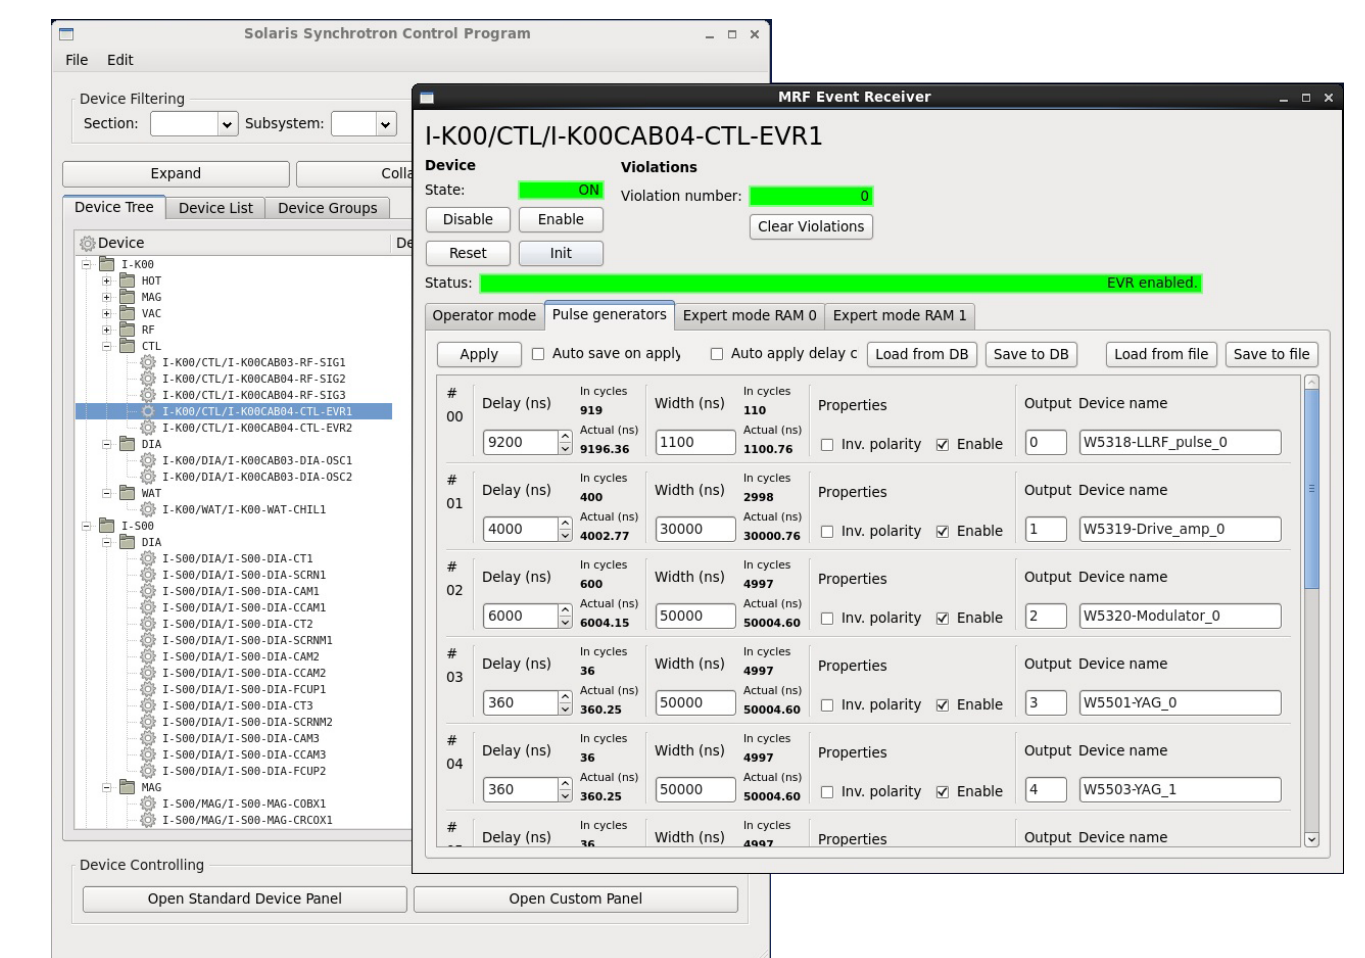 Solaris Synchrotron Control Program
File Edit
Device Filtering
Section: Subsystem:
Expand Colla
Device Tree Device List Device Groups
Device De
I-K00
HOT
MAG
VAC
RF
CTL
I-K00/CTL/I-K00CAB03-RF-SIG1
I-K00/CTL/I-K00CAB04-RF-SIG2
I-K00/CTL/I-K00CAB04-RF-SIG3
I-K00/CTL/I-K00CAB04-CTL-EVR1
I-K00/CTL/I-K00CAB04-CTL-EVR2
DIA
I-K00/DIA/I-K00CAB03-DIA-OSC1
I-K00/DIA/I-K00CAB03-DIA-OSC2
WAT
I-K00/WAT/I-K00-WAT-CHIL1
I-S00
DIA
I-S00/DIA/I-S00-DIA-CT1
I-S00/DIA/I-S00-DIA-SCRN1
I-S00/DIA/I-S00-DIA-CAM1
I-S00/DIA/I-S00-DIA-CCAM1
I-S00/DIA/I-S00-DIA-CT2
I-S00/DIA/I-S00-DIA-SCRNM1
I-S00/DIA/I-S00-DIA-CAM2
I-S00/DIA/I-S00-DIA-CCAM2
I-S00/DIA/I-S00-DIA-FCUP1
I-S00/DIA/I-S00-DIA-CT3
I-S00/DIA/I-S00-DIA-SCRNM2
I-S00/DIA/I-S00-DIA-CAM3
I-S00/DIA/I-S00-DIA-CCAM3
I-S00/DIA/I-S00-DIA-FCUP2
MAG
I-S00/MAG/I-S00-MAG-COBX1
I-S00/MAG/I-S00-MAG-CRCOX1
Device Controlling
Open Standard Device Panel Open Custom Panel
MRF Event Receiver
I-K00/CTL/I-K00CAB04-CTL-EVR1
Device Violations
State: ON Violation number: 0
Disable Enable Clear Violations
Reset Init
Status: EVR enabled.
Operator mode Pulse generators Expert mode RAM 0 Expert mode RAM 1
Apply Auto save on apply Auto apply delay c Load from DB Save to DB Load from file Save to file
# In cycles In cycles
00 Delay (ns) 919 Width (ns) 110 Properties Output Device name
Actual (ns) Actual (ns)
9200 9196.36 1100 1100.76 Inv. polarity Enable 0 W5318-LLRF_pulse_0
# In cycles In cycles
01 Delay (ns) 400 Width (ns) 2998 Properties Output Device name
Actual (ns) Actual (ns)
4000 4002.77 30000 30000.76 Inv. polarity Enable 1 W5319-Drive_amp_0
# In cycles In cycles
02 Delay (ns) 600 Width (ns) 4997 Properties Output Device name
Actual (ns) Actual (ns)
6000 6004.15 50000 50004.60 Inv. polarity Enable 2 W5320-Modulator_0
# In cycles In cycles
03 Delay (ns) 36 Width (ns) 4997 Properties Output Device name
Actual (ns) Actual (ns)
360 360.25 50000 50004.60 Inv. polarity Enable 3 W5501-YAG_0
# In cycles In cycles
04 Delay (ns) 36 Width (ns) 4997 Properties Output Device name
Actual (ns) Actual (ns)
360 360.25 50000 50004.60 Inv. polarity Enable 4 W5503-YAG_1
# In cycles In cycles
Delay (ns) 36 Width (ns) 4997 Properties Output Device name